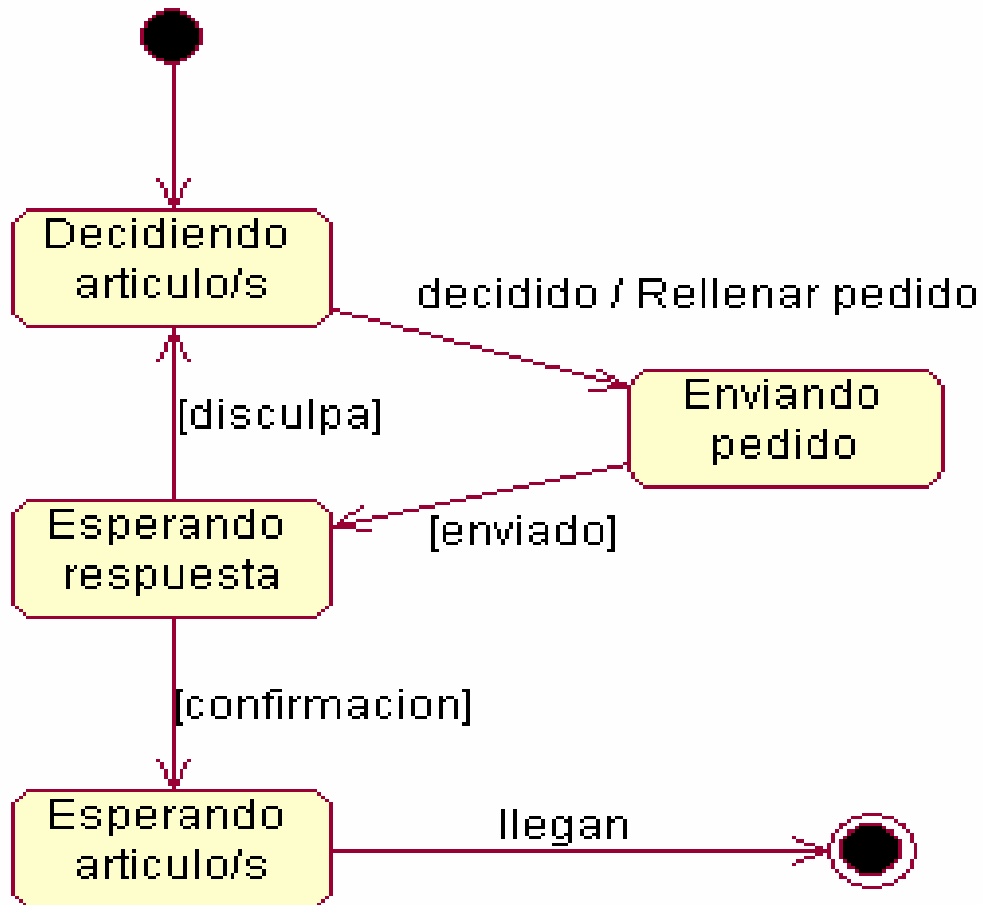 Decidiendo
articulo/s
decidido / Rellenar pedido
Enviando
pedido
[disculpa]
[enviado]
Esperando
respuesta
[confirmacion]
Esperando
articulo/s
llegan